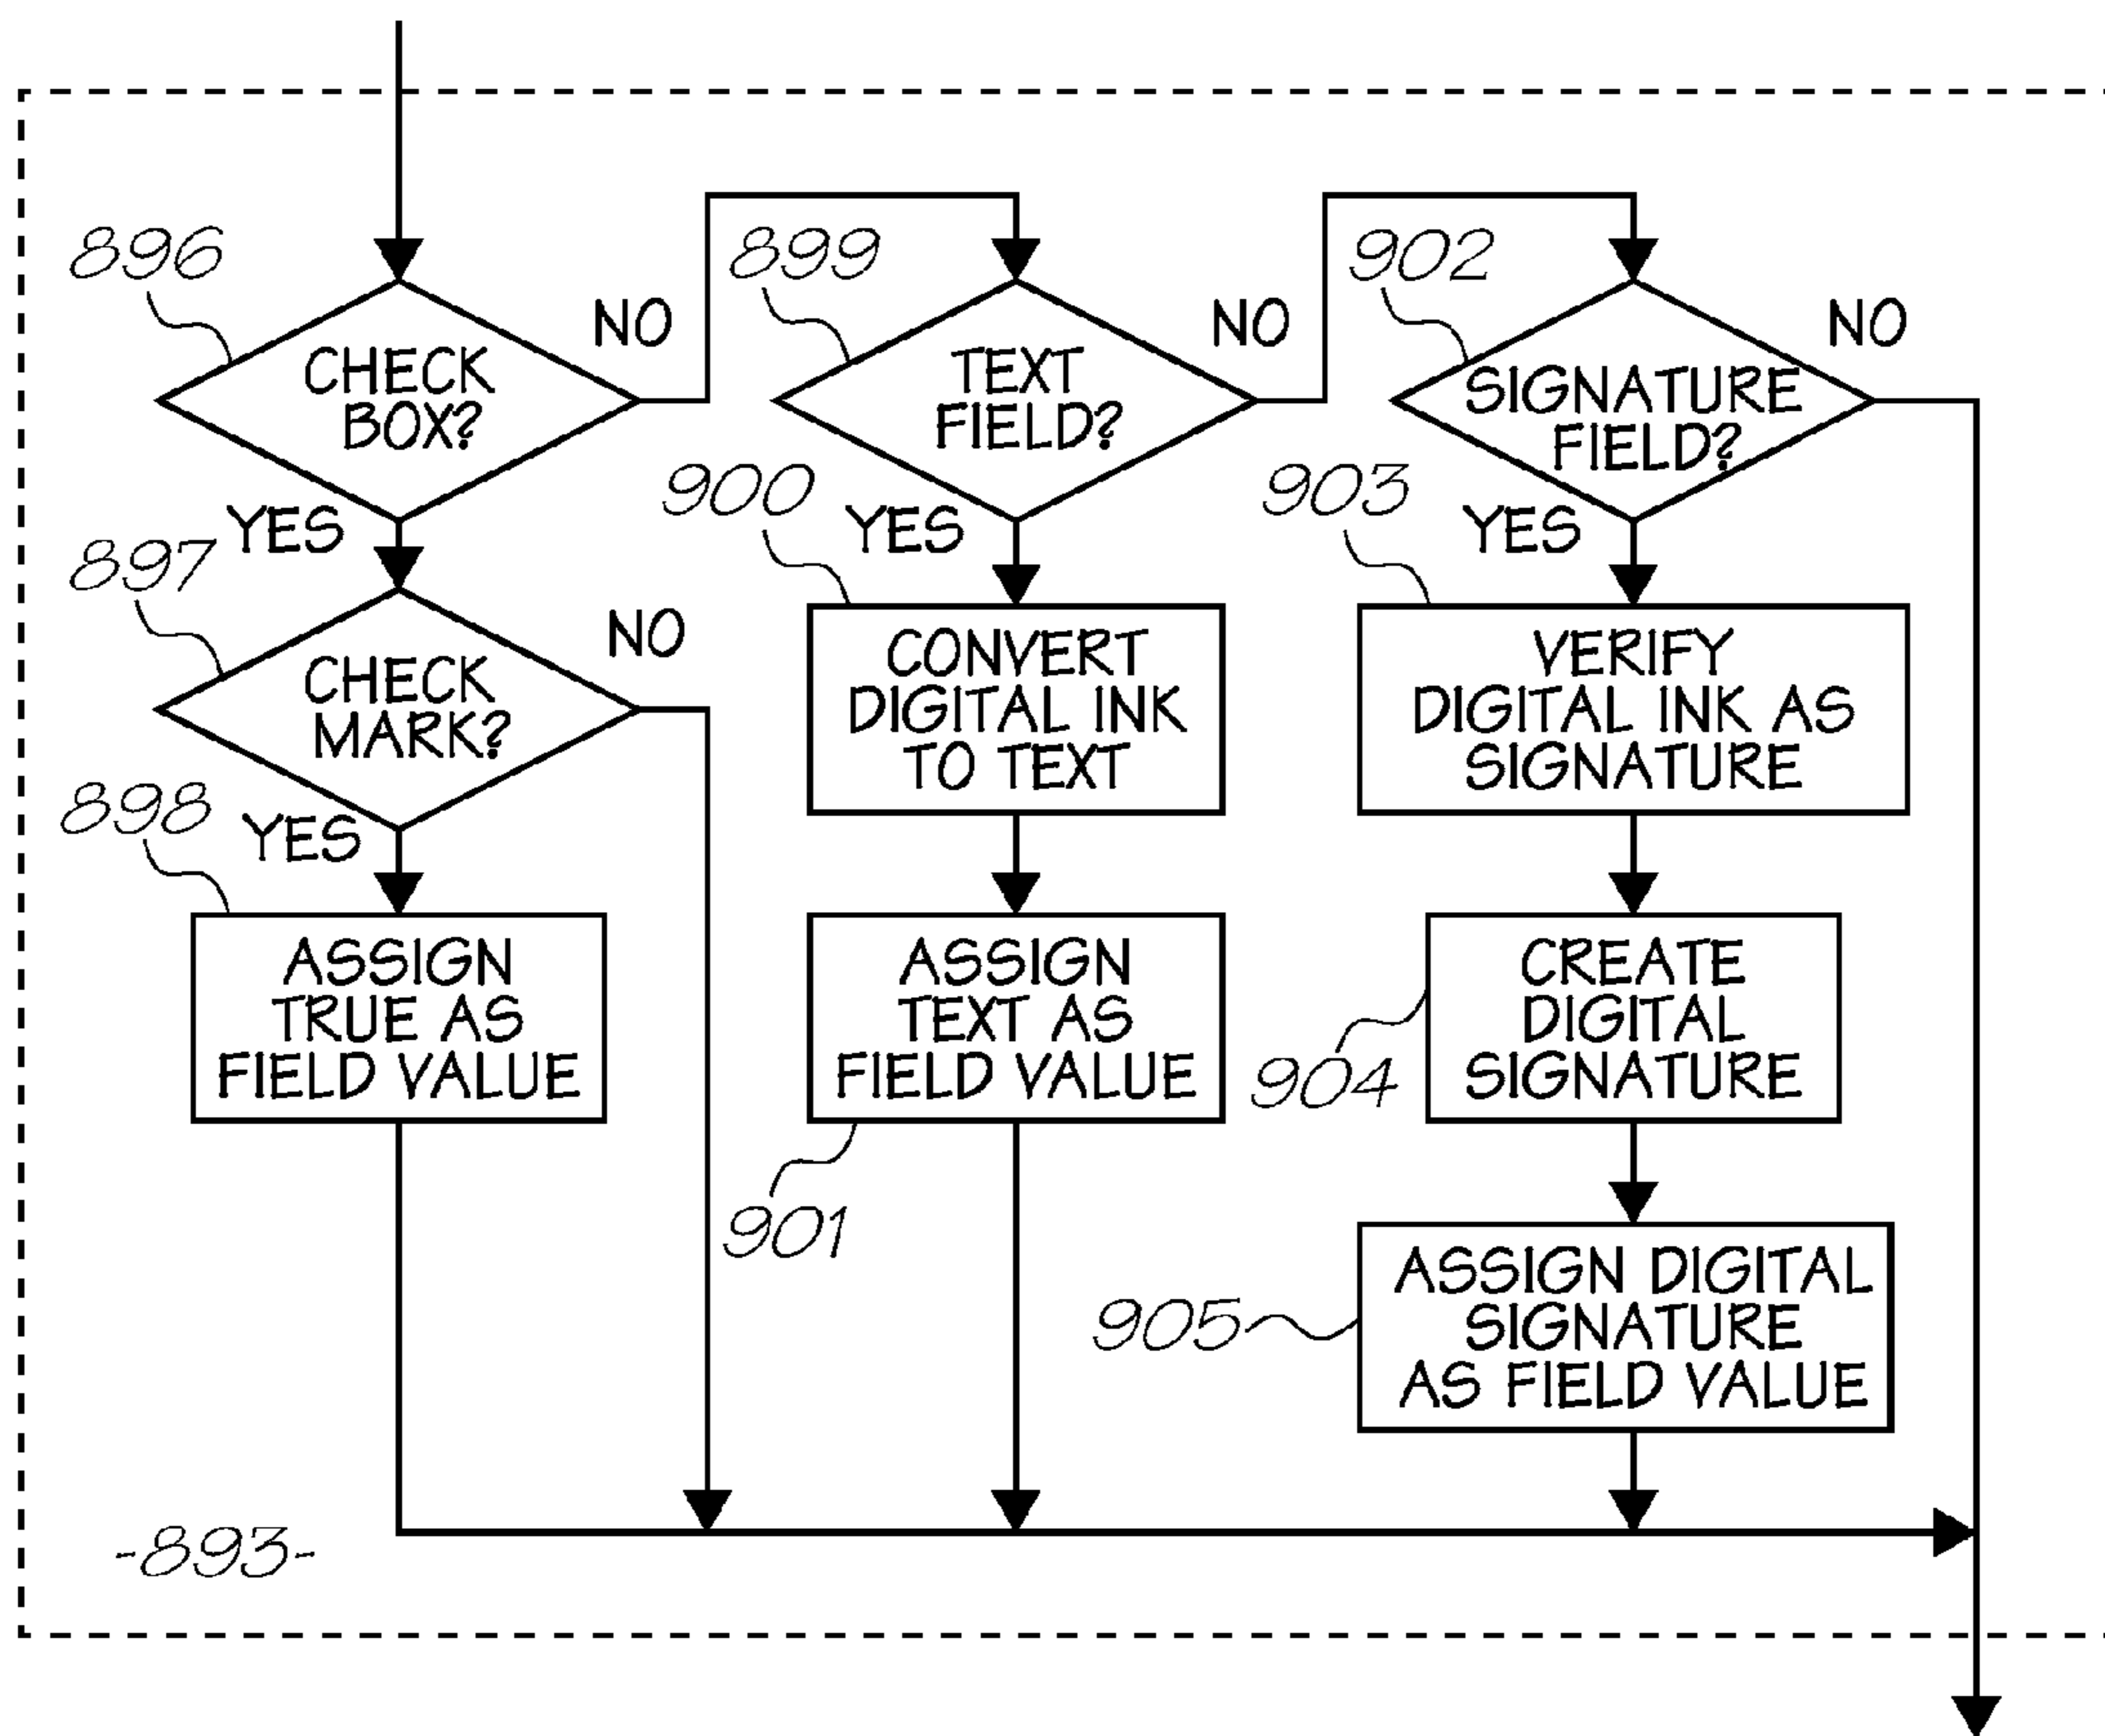 896
CHECK
BOX?
NO
YES
897
CHECK
MARK?
NO
YES
898
ASSIGN
TRUE AS
FIELD VALUE
899
TEXT
FIELD?
NO
YES
900
CONVERT
DIGITAL INK
TO TEXT
ASSIGN
TEXT AS
FIELD VALUE
901
902
SIGNATURE
FIELD?
NO
YES
903
VERIFY
DIGITAL INK AS
SIGNATURE
CREATE
DIGITAL
SIGNATURE
904
ASSIGN DIGITAL
SIGNATURE
AS FIELD VALUE
905
-893-